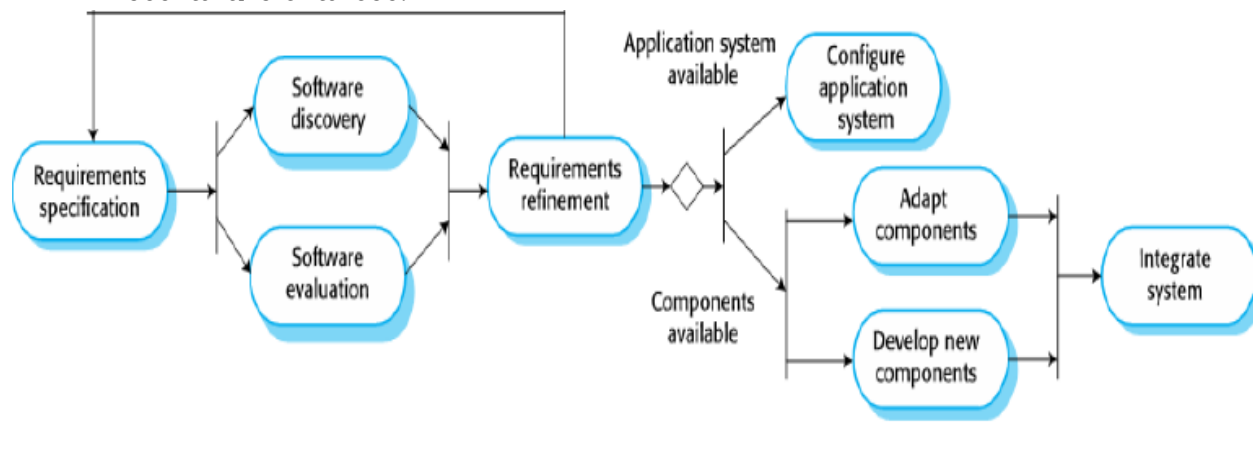 Software
discovery
Requirements
specification
Software
evaluation
Requirements
refinement
Application system
available
Configure
application
system
Components
available
Adapt
components
Develop new
components
Integrate
system